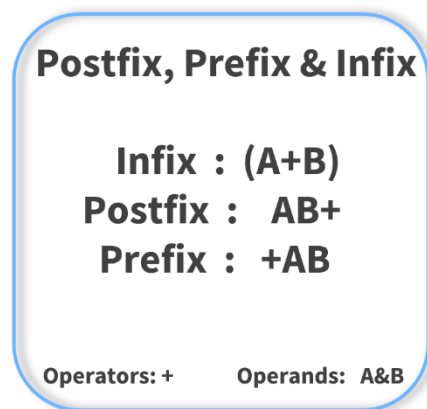 Postfix, Prefix & Infix
Infix : (A+B)
Postfix : AB+
Prefix : +AB
Operators: + Operands: A&B